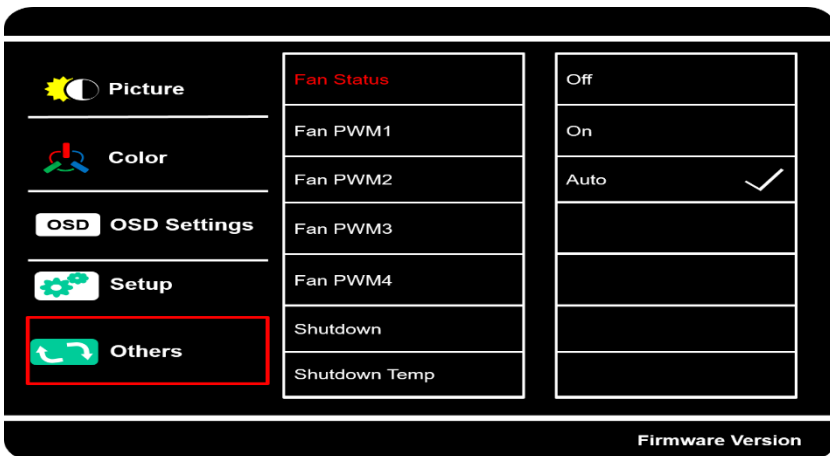 Picture
Color
OSD OSD Settings
Setup
Others
Fan Status
Fan PWM1
Fan PWM2
Fan PWM3
Fan PWM4
Shutdown
Shutdown Temp
Off
On
Auto
Firmware Version